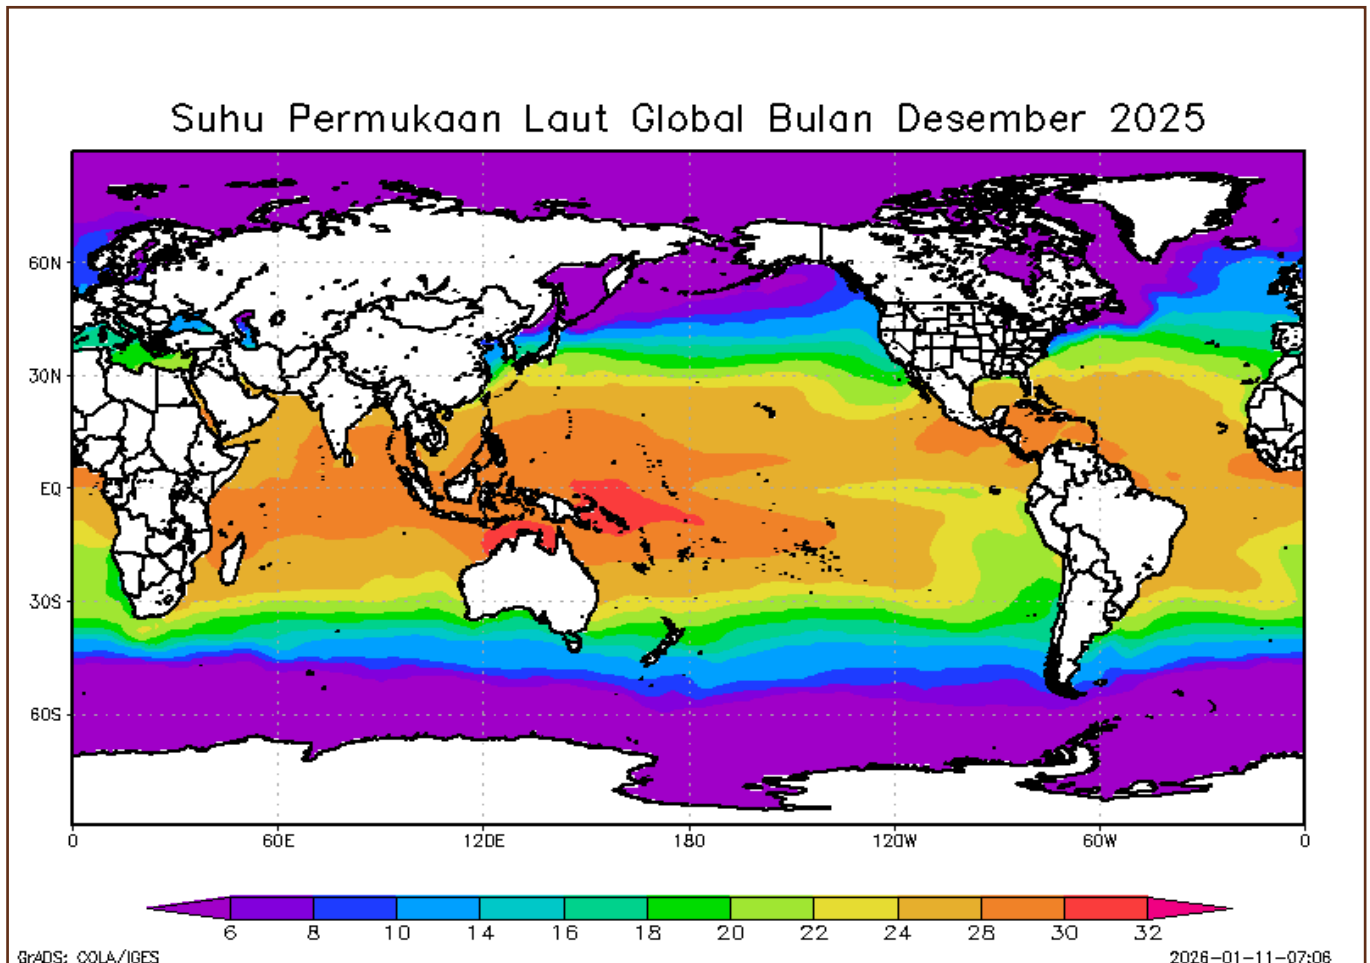 Suhu Permukaan Laut Global Bulan Desember 2025
60N
30N
EQ
30S
60S
0 60E 120E 180 120W 60W 0
6 8 10 14 16 18 20 22 24 28 30 32
GrADS: COLA/IGES 2026-01-11-07:06